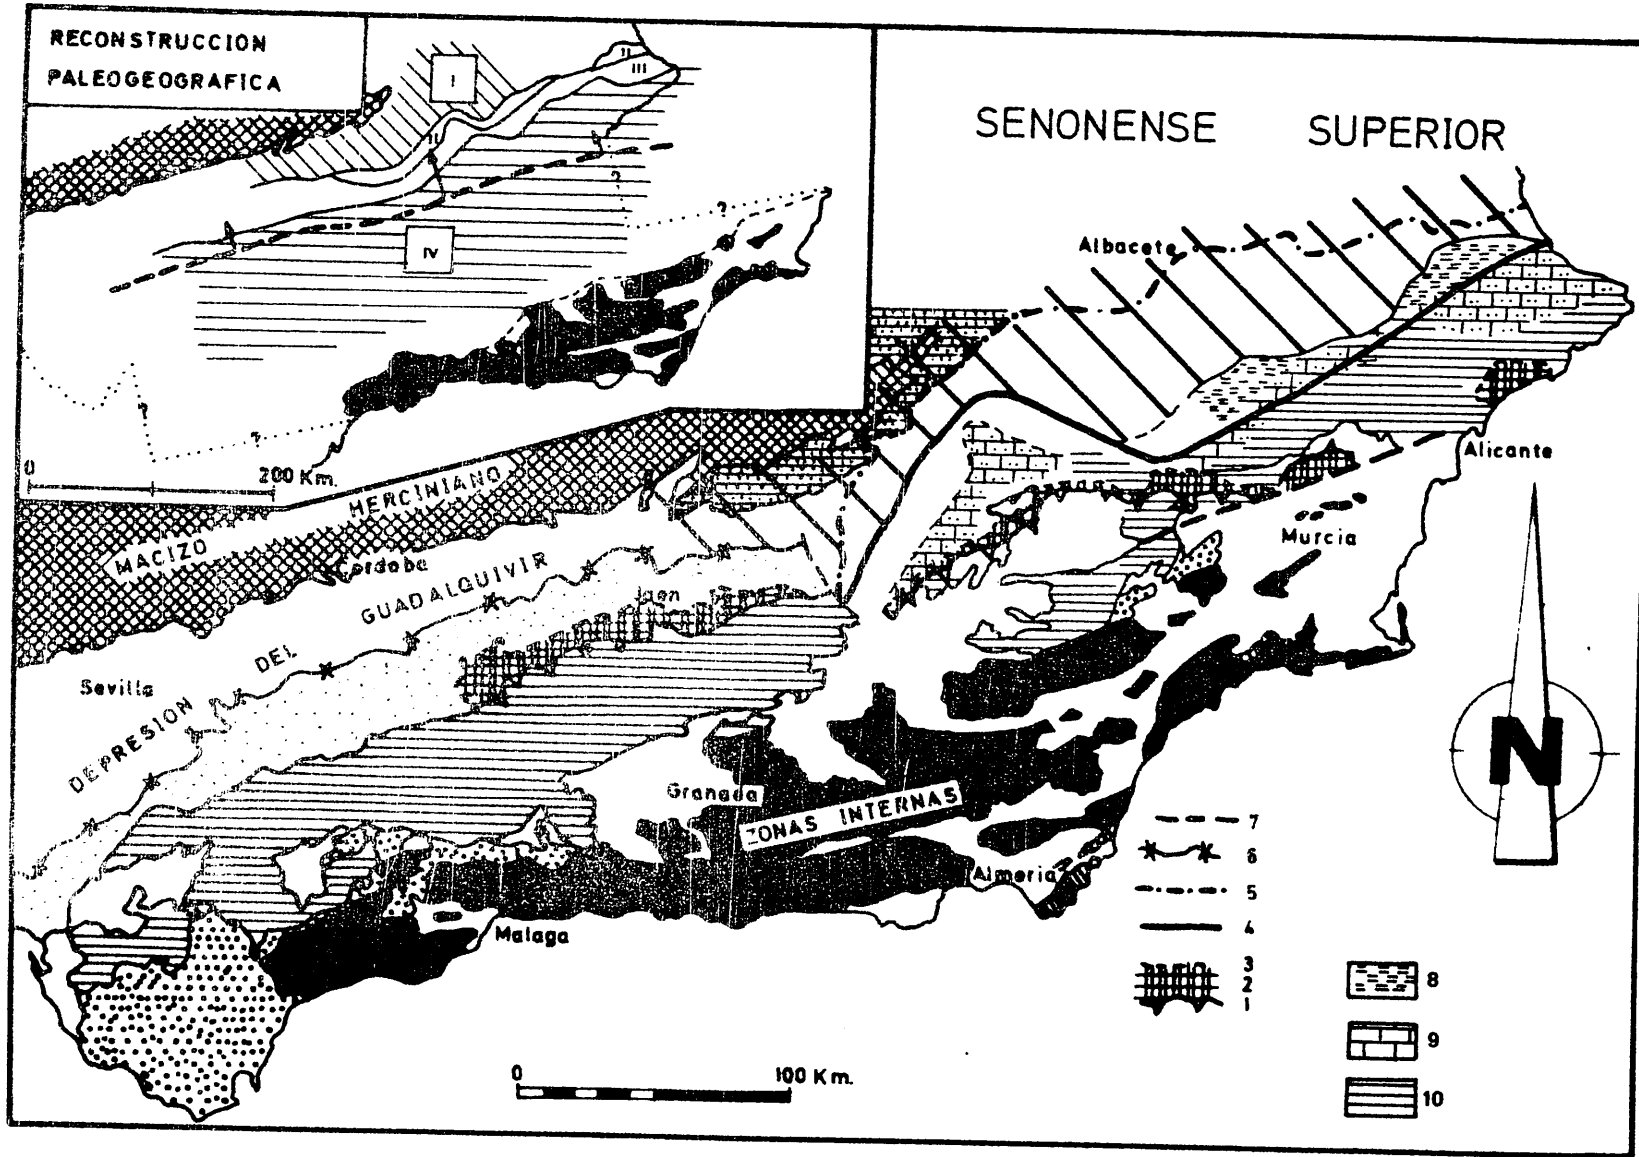 RECONSTRUCCION
PALEOGEOGRAFICA
I
II
III
II
?
?
IV
?
?
0
200 Km.
SENONENSE SUPERIOR
Albacete
Alicante
Murcia
MACIZO HERCINIANO
Cordoba
DEPRESION DEL GUADALQUIVIR
Jaen
Sevilla
Granada
ZONAS INTERNAS
Almeria
Malaga
N
7
6
5
4
3
2
1
8
9
10
0
100 Km.